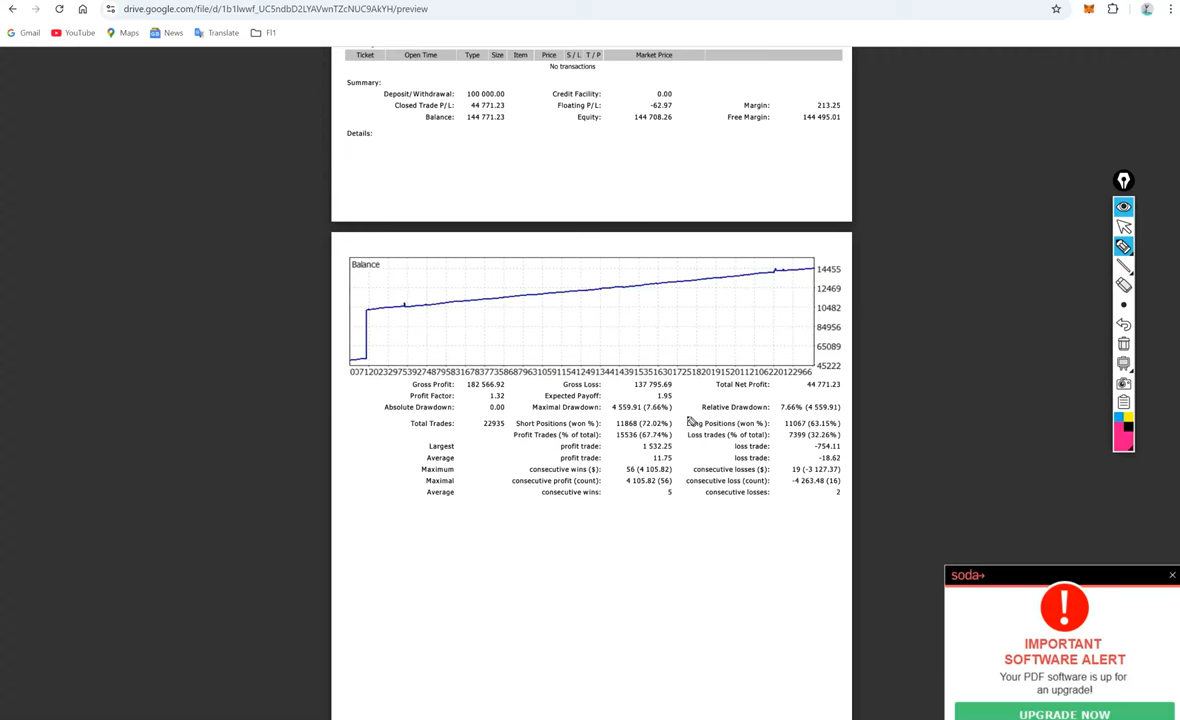 drive.google.com/file/d/1b1lwwf_UC5ndbD2LYAVwnTZcNUC9AkYH/preview
Gmail YouTube Maps News Translate Fl1
Ticket Open Time Type Size Item Price S / L T / P Market Price
No transactions
Summary:
Deposit/Withdrawal: 100 000.00 Credit Facility: 0.00
Closed Trade P/L: 44 771.23 Floating P/L: -62.97 Margin: 213.25
Balance: 144 771.23 Equity: 144 708.26 Free Margin: 144 495.01
Details:
Balance
14455
12469
10482
84956
65089
45222
Gross Profit: 182 566.92 Gross Loss: 137 795.69 Total Net Profit: 44 771.23
Profit Factor: 1.32 Expected Payoff: 1.95
Absolute Drawdown: 0.00 Maximal Drawdown: 4 559.91 (7.66%) Relative Drawdown: 7.66% (4 559.91)
Total Trades: 22935 Short Positions (won %): 11868 (72.02%) Positions (won %): 11067 (63.15%)
Profit Trades (% of total): 15536 (67.74%) Loss trades (% of total): 7399 (32.26%)
Largest profit trade: 1 532.25 loss trade: -754.11
Average profit trade: 11.75 loss trade: -18.62
Maximum consecutive wins ($): 56 (4 105.82) consecutive losses ($): 19 (-3 127.37)
Maximal consecutive profit (count): 4 105.82 (56) consecutive loss (count): -4 263.48 (16)
Average consecutive wins: 5 consecutive losses: 2
soda
IMPORTANT
SOFTWARE ALERT
Your PDF software is up for
an upgrade!
UPGRADE NOW